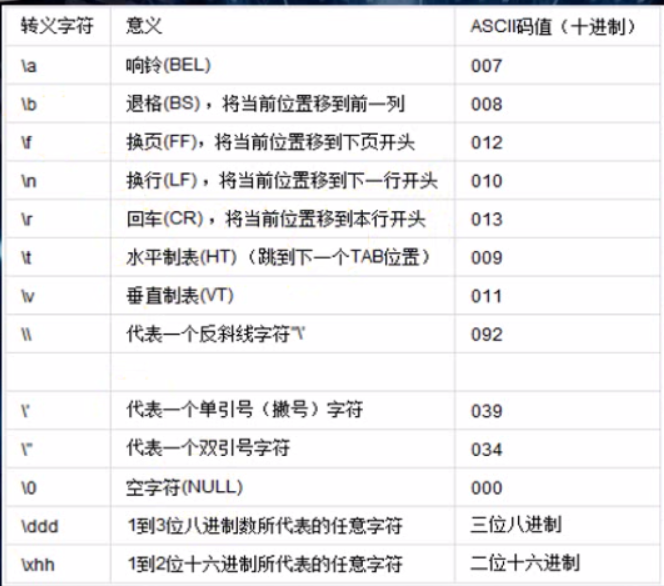 转义字符 意义 ASCII码值（十进制）
\a 响铃(BEL) 007
\b 退格(BS) ，将当前位置移到前一列 008
\f 换页(FF)，将当前位置移到下页开头 012
\n 换行(LF) ，将当前位置移到下一行开头 010
\r 回车(CR) ，将当前位置移到本行开头 013
\t 水平制表(HT) （跳到下一个TAB位置） 009
\v 垂直制表(VT) 011
\\ 代表一个反斜线字符''\' 092
\' 代表一个单引号（撇号）字符 039
\" 代表一个双引号字符 034
\0 空字符(NULL) 000
\ddd 1到3位八进制数所代表的任意字符 三位八进制
\xhh 1到2位十六进制所代表的任意字符 二位十六进制